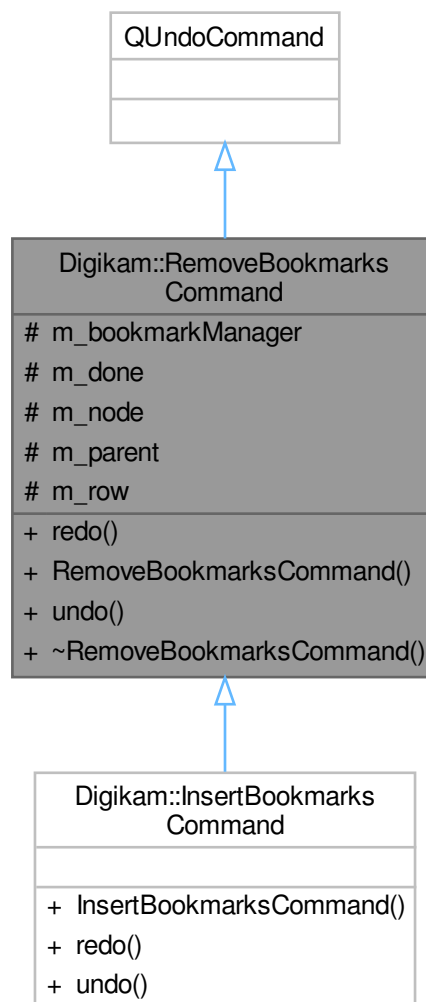 QUndoCommand
Digikam::RemoveBookmarks
Command
# m_bookmarkManager
# m_done
# m_node
# m_parent
# m_row
+ redo()
+ RemoveBookmarksCommand()
+ undo()
+ ~RemoveBookmarksCommand()
Digikam::InsertBookmarks
Command
+ InsertBookmarksCommand()
+ redo()
+ undo()